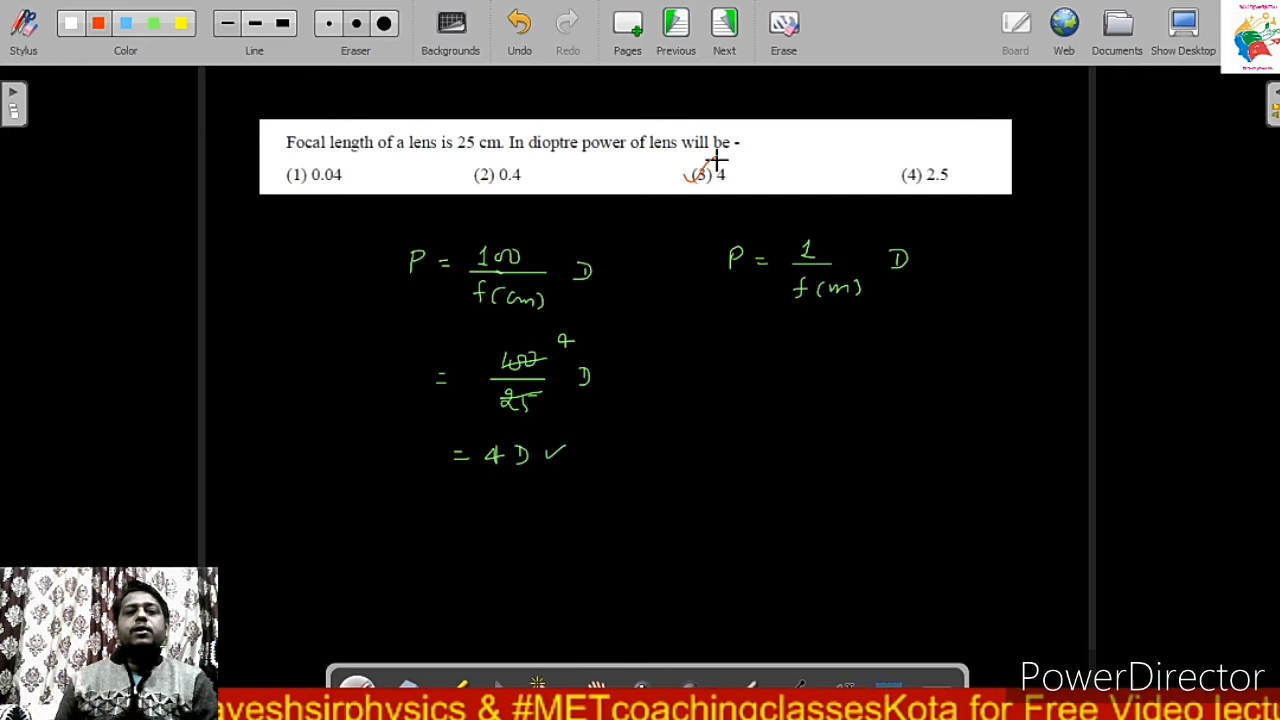 Stylus
Color
Line
Eraser
Backgrounds
Undo
Redo
Pages
Previous
Next
Erase
Board
Web
Documents
Show Desktop
Focal length of a lens is 25 cm. In dioptre power of lens will be -
(1) 0.04 (2) 0.4 (3) 4 (4) 2.5
P = 100 / f(cm) D
P = 1 / f(m) D
= 100 / 25 4 D
= 4 D ✓
PowerDirector
ayeshsirphysics & #METcoachingclassesKota for Free Video lectu